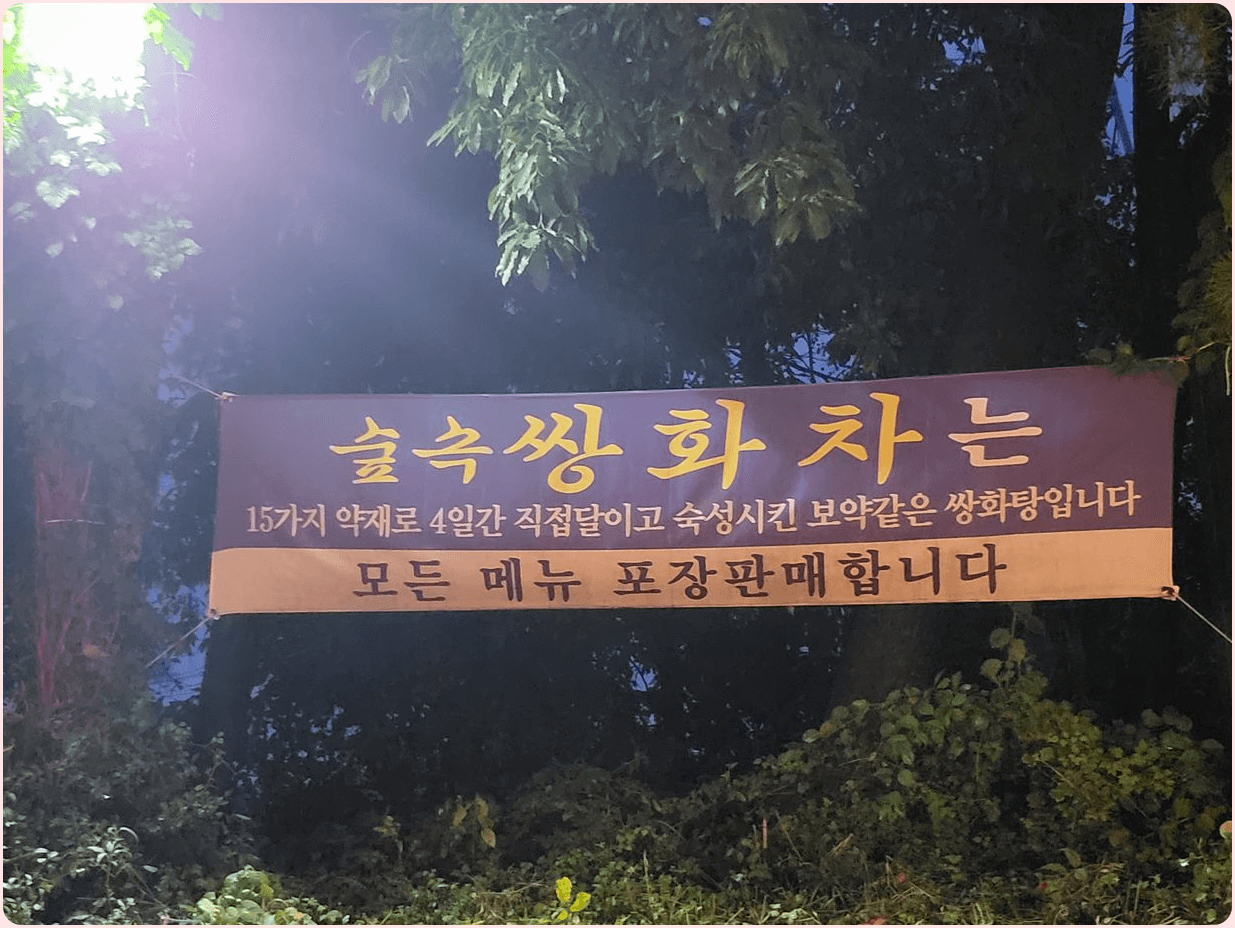 숲속쌍화차는
15가지 약재로 4일간 직접달이고 숙성시킨 보약같은 쌍화탕입니다
모든 메뉴 포장판매합니다